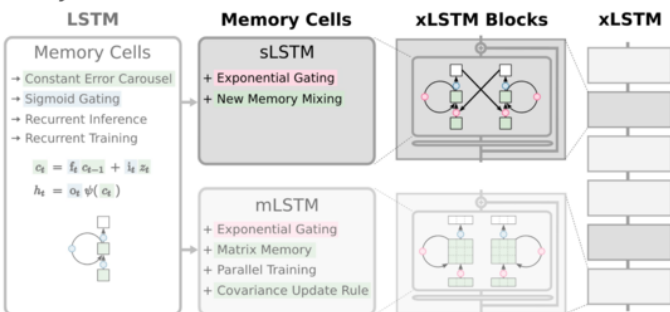 LSTM
Memory Cells
xLSTM Blocks
xLSTM
Memory Cells
→ Constant Error Carousel
→ Sigmoid Gating
→ Recurrent Inference
→ Recurrent Training
cₜ = fₜ cₜ₋₁ + iₜ zₜ
hₜ = oₜ ψ( cₜ )
sLSTM
+ Exponential Gating
+ New Memory Mixing
mLSTM
+ Exponential Gating
+ Matrix Memory
+ Parallel Training
+ Covariance Update Rule